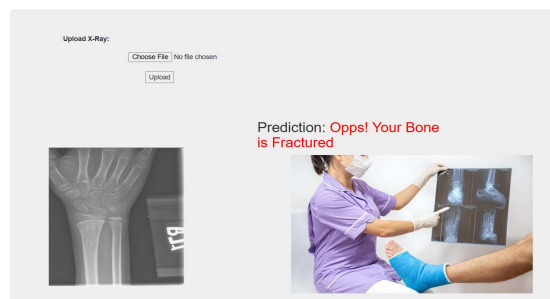 Upload X-Ray:
Choose File No file chosen
Upload
Prediction: Opps! Your Bone
is Fractured